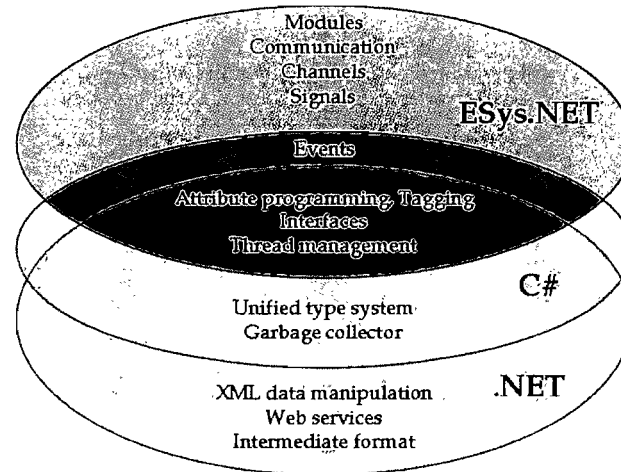 Modules
Communication
Channels
Signals
ESys.NET
Events
Attribute programming, Tagging
Interfaces
Thread management
C#
Unified type system
Garbage collector
XML data manipulation
.NET
Web services
Intermediate format